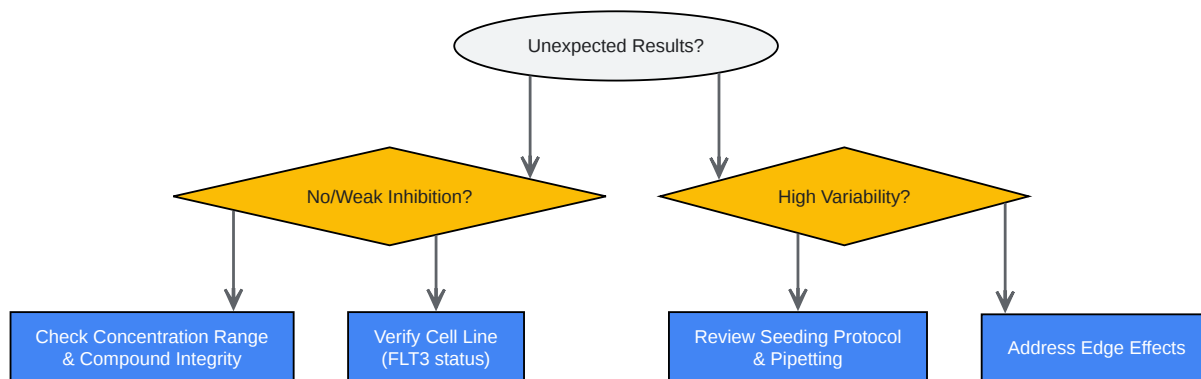 Unexpected Results?
No/Weak Inhibition?
High Variability?
Check Concentration Range
& Compound Integrity
Verify Cell Line
(FLT3 status)
Review Seeding Protocol
& Pipetting
Address Edge Effects